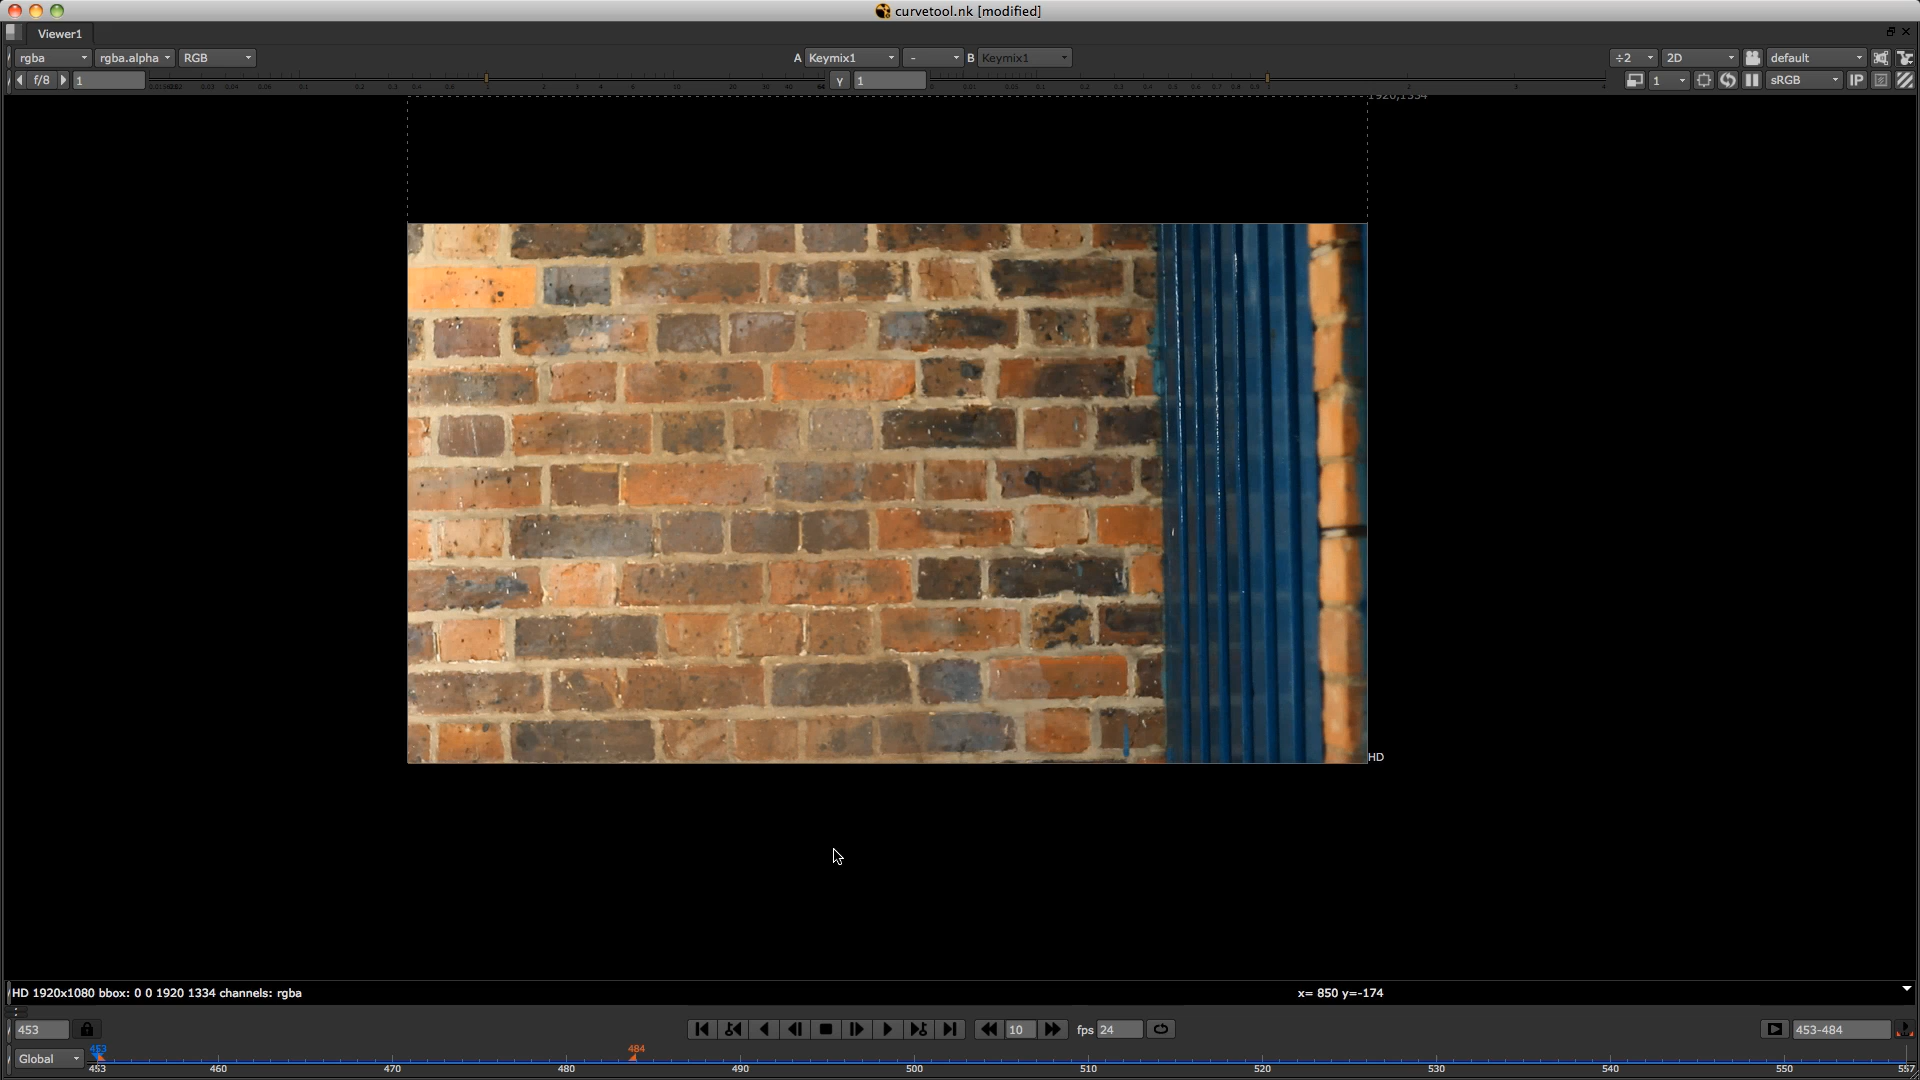 curvetool.nk [modified]
Viewer1
rgba rgba.alpha RGB A Keymix1 - B Keymix1 ÷2 2D default
f/8 1 γ 1 1 sRGB IP
1920,1334
HD
HD 1920x1080 bbox: 0 0 1920 1334 channels: rgba x= 850 y=-174
453 10 fps 24 453-484
Global 453 484
453 460 470 480 490 500 510 520 530 540 550 557